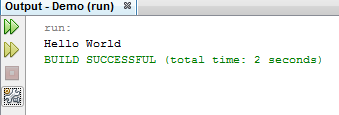 Output - Demo (run)
run:
Hello World
BUILD SUCCESSFUL (total time: 2 seconds)